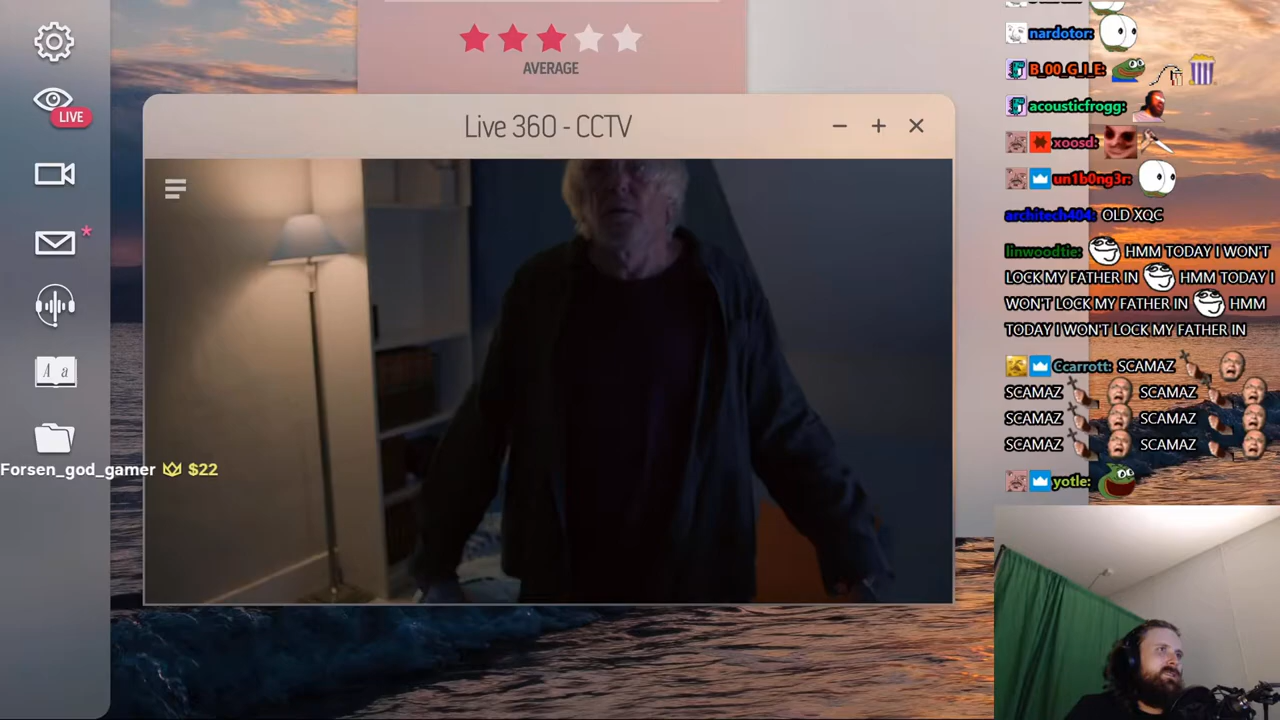 AVERAGE
LIVE
Live 360 - CCTV
A a
Forsen_god_gamer $22
nardotor:
B_00_G_I_E:
acousticfrogg:
xoosd:
un1b0ng3r:
architech404: OLD XQC
linwoodtie: HMM TODAY I WON'T
LOCK MY FATHER IN HMM TODAY I
WON'T LOCK MY FATHER IN HMM
TODAY I WON'T LOCK MY FATHER IN
Ccarrott: SCAMAZ
SCAMAZ SCAMAZ
SCAMAZ SCAMAZ
SCAMAZ SCAMAZ
yotle: